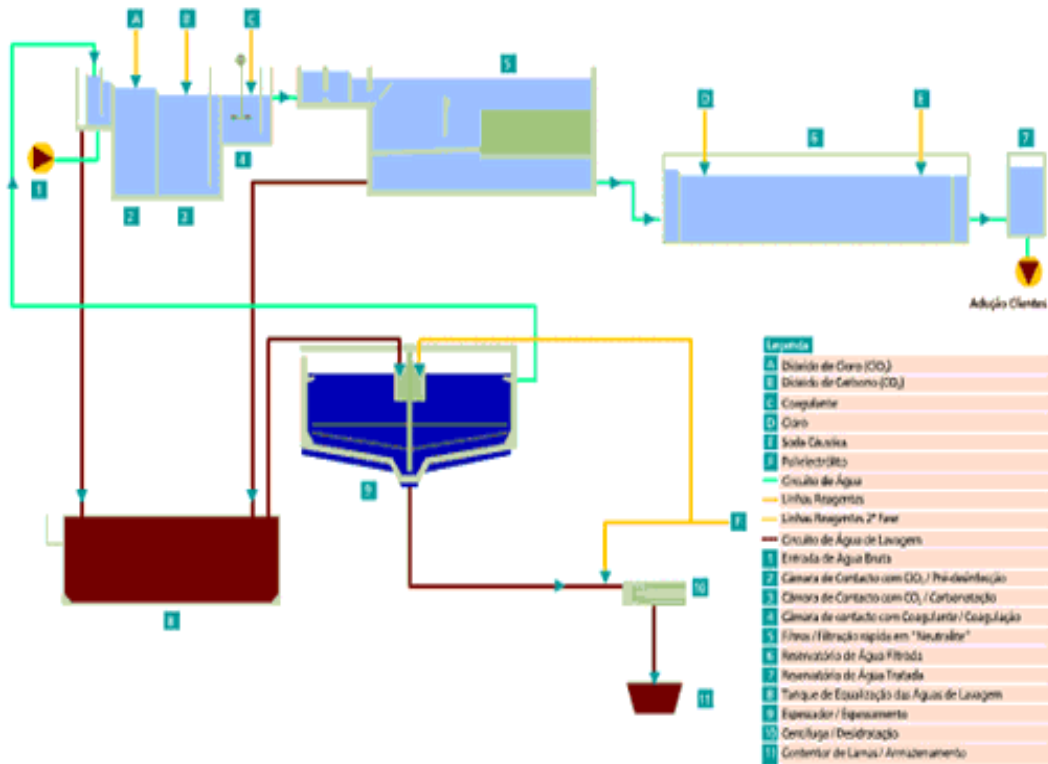 A
B
C
5
D
E
6
7
4
1
2
3
Adução Clientes
9
F
10
8
11
Legenda
A Dióxido de Cloro (ClO₂)
B Dióxido de Carbono (CO₂)
C Coagulante
D Cloro
E Soda Cáustica
F Polielectrólito
Circuito de Água
Linhas Reagentes
Linhas Reagentes 2ª Fase
Circuito de Água de Lavagem
1 Entrada de Água Bruta
2 Câmara de Contacto com ClO₂ / Pré-desinfecção
3 Câmara de Contacto com CO₂ / Carbonatação
4 Câmara de contacto com Coagulante / Coagulação
5 Filtros / Filtração rápida em "Neutralite"
6 Reservatório de Água Filtrada
7 Reservatório de Água Tratada
8 Tanque de Equalização das Águas de Lavagem
9 Espessador / Espessamento
10 Centífuga / Desidratação
11 Contentor de Lamas / Armazenamento